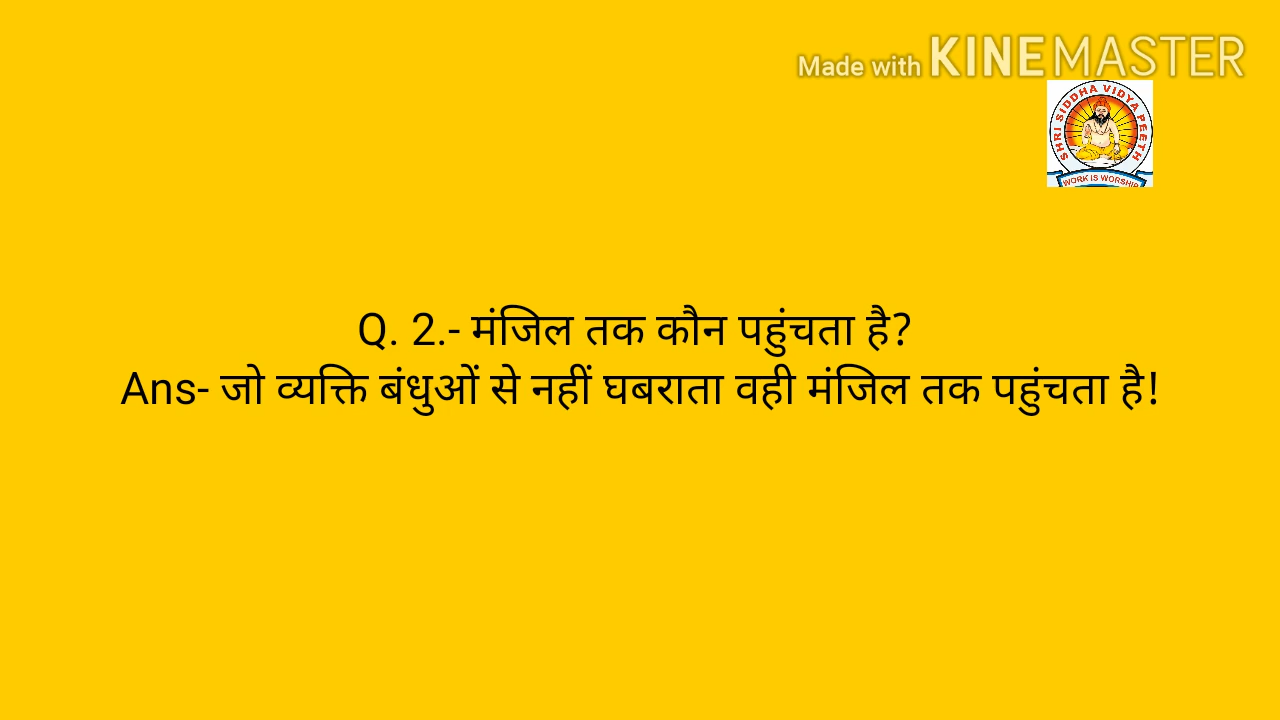 Made with KINEMASTER
SHRI SIDDHA VIDYA PEETH
WORK IS WORSHIP
Q. 2.- मंजिल तक कौन पहुंचता है?
Ans- जो व्यक्ति बंधुओं से नहीं घबराता वही मंजिल तक पहुंचता है!